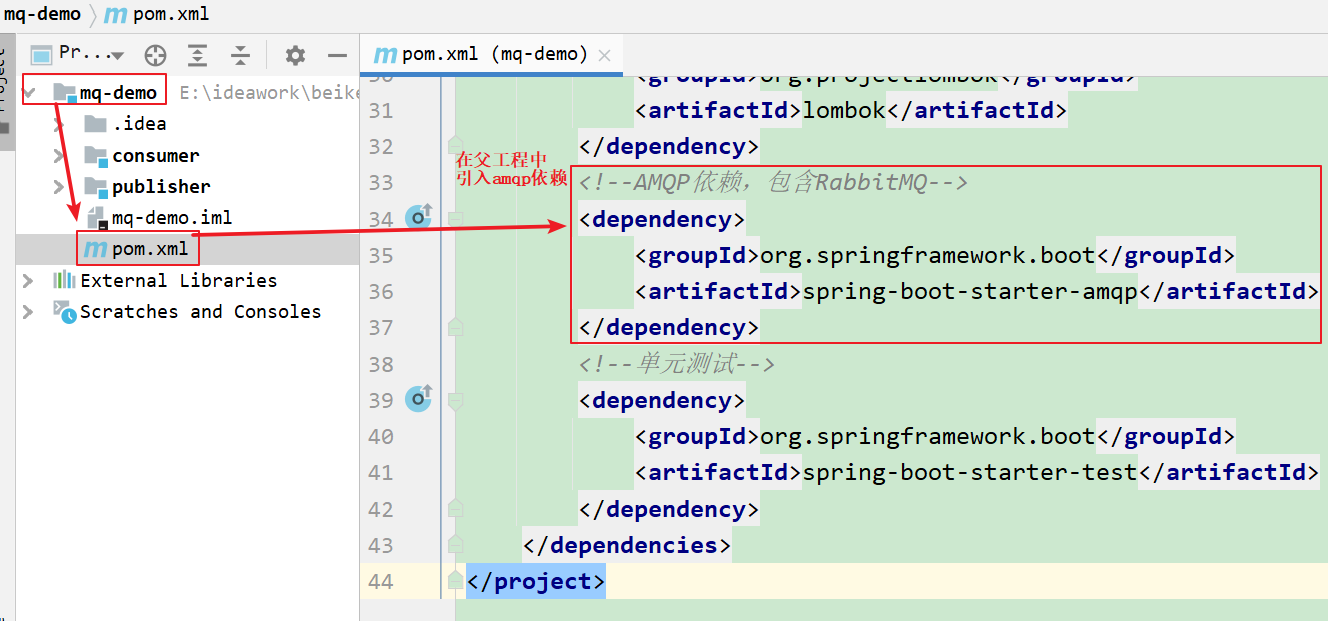 mq-demo pom.xml
Pr...
pom.xml (mq-demo)
mq-demo E:\ideawork\beike
.idea
consumer
publisher
mq-demo.iml
pom.xml
External Libraries
Scratches and Consoles
在父工程中
引入amqp依赖
30 <groupId>org.projectlombok</groupId>
31 <artifactId>lombok</artifactId>
32 </dependency>
33 <!--AMQP依赖，包含RabbitMQ-->
34 <dependency>
35 <groupId>org.springframework.boot</groupId>
36 <artifactId>spring-boot-starter-amqp</artifactId>
37 </dependency>
38 <!--单元测试-->
39 <dependency>
40 <groupId>org.springframework.boot</groupId>
41 <artifactId>spring-boot-starter-test</artifactId>
42 </dependency>
43 </dependencies>
44 </project>